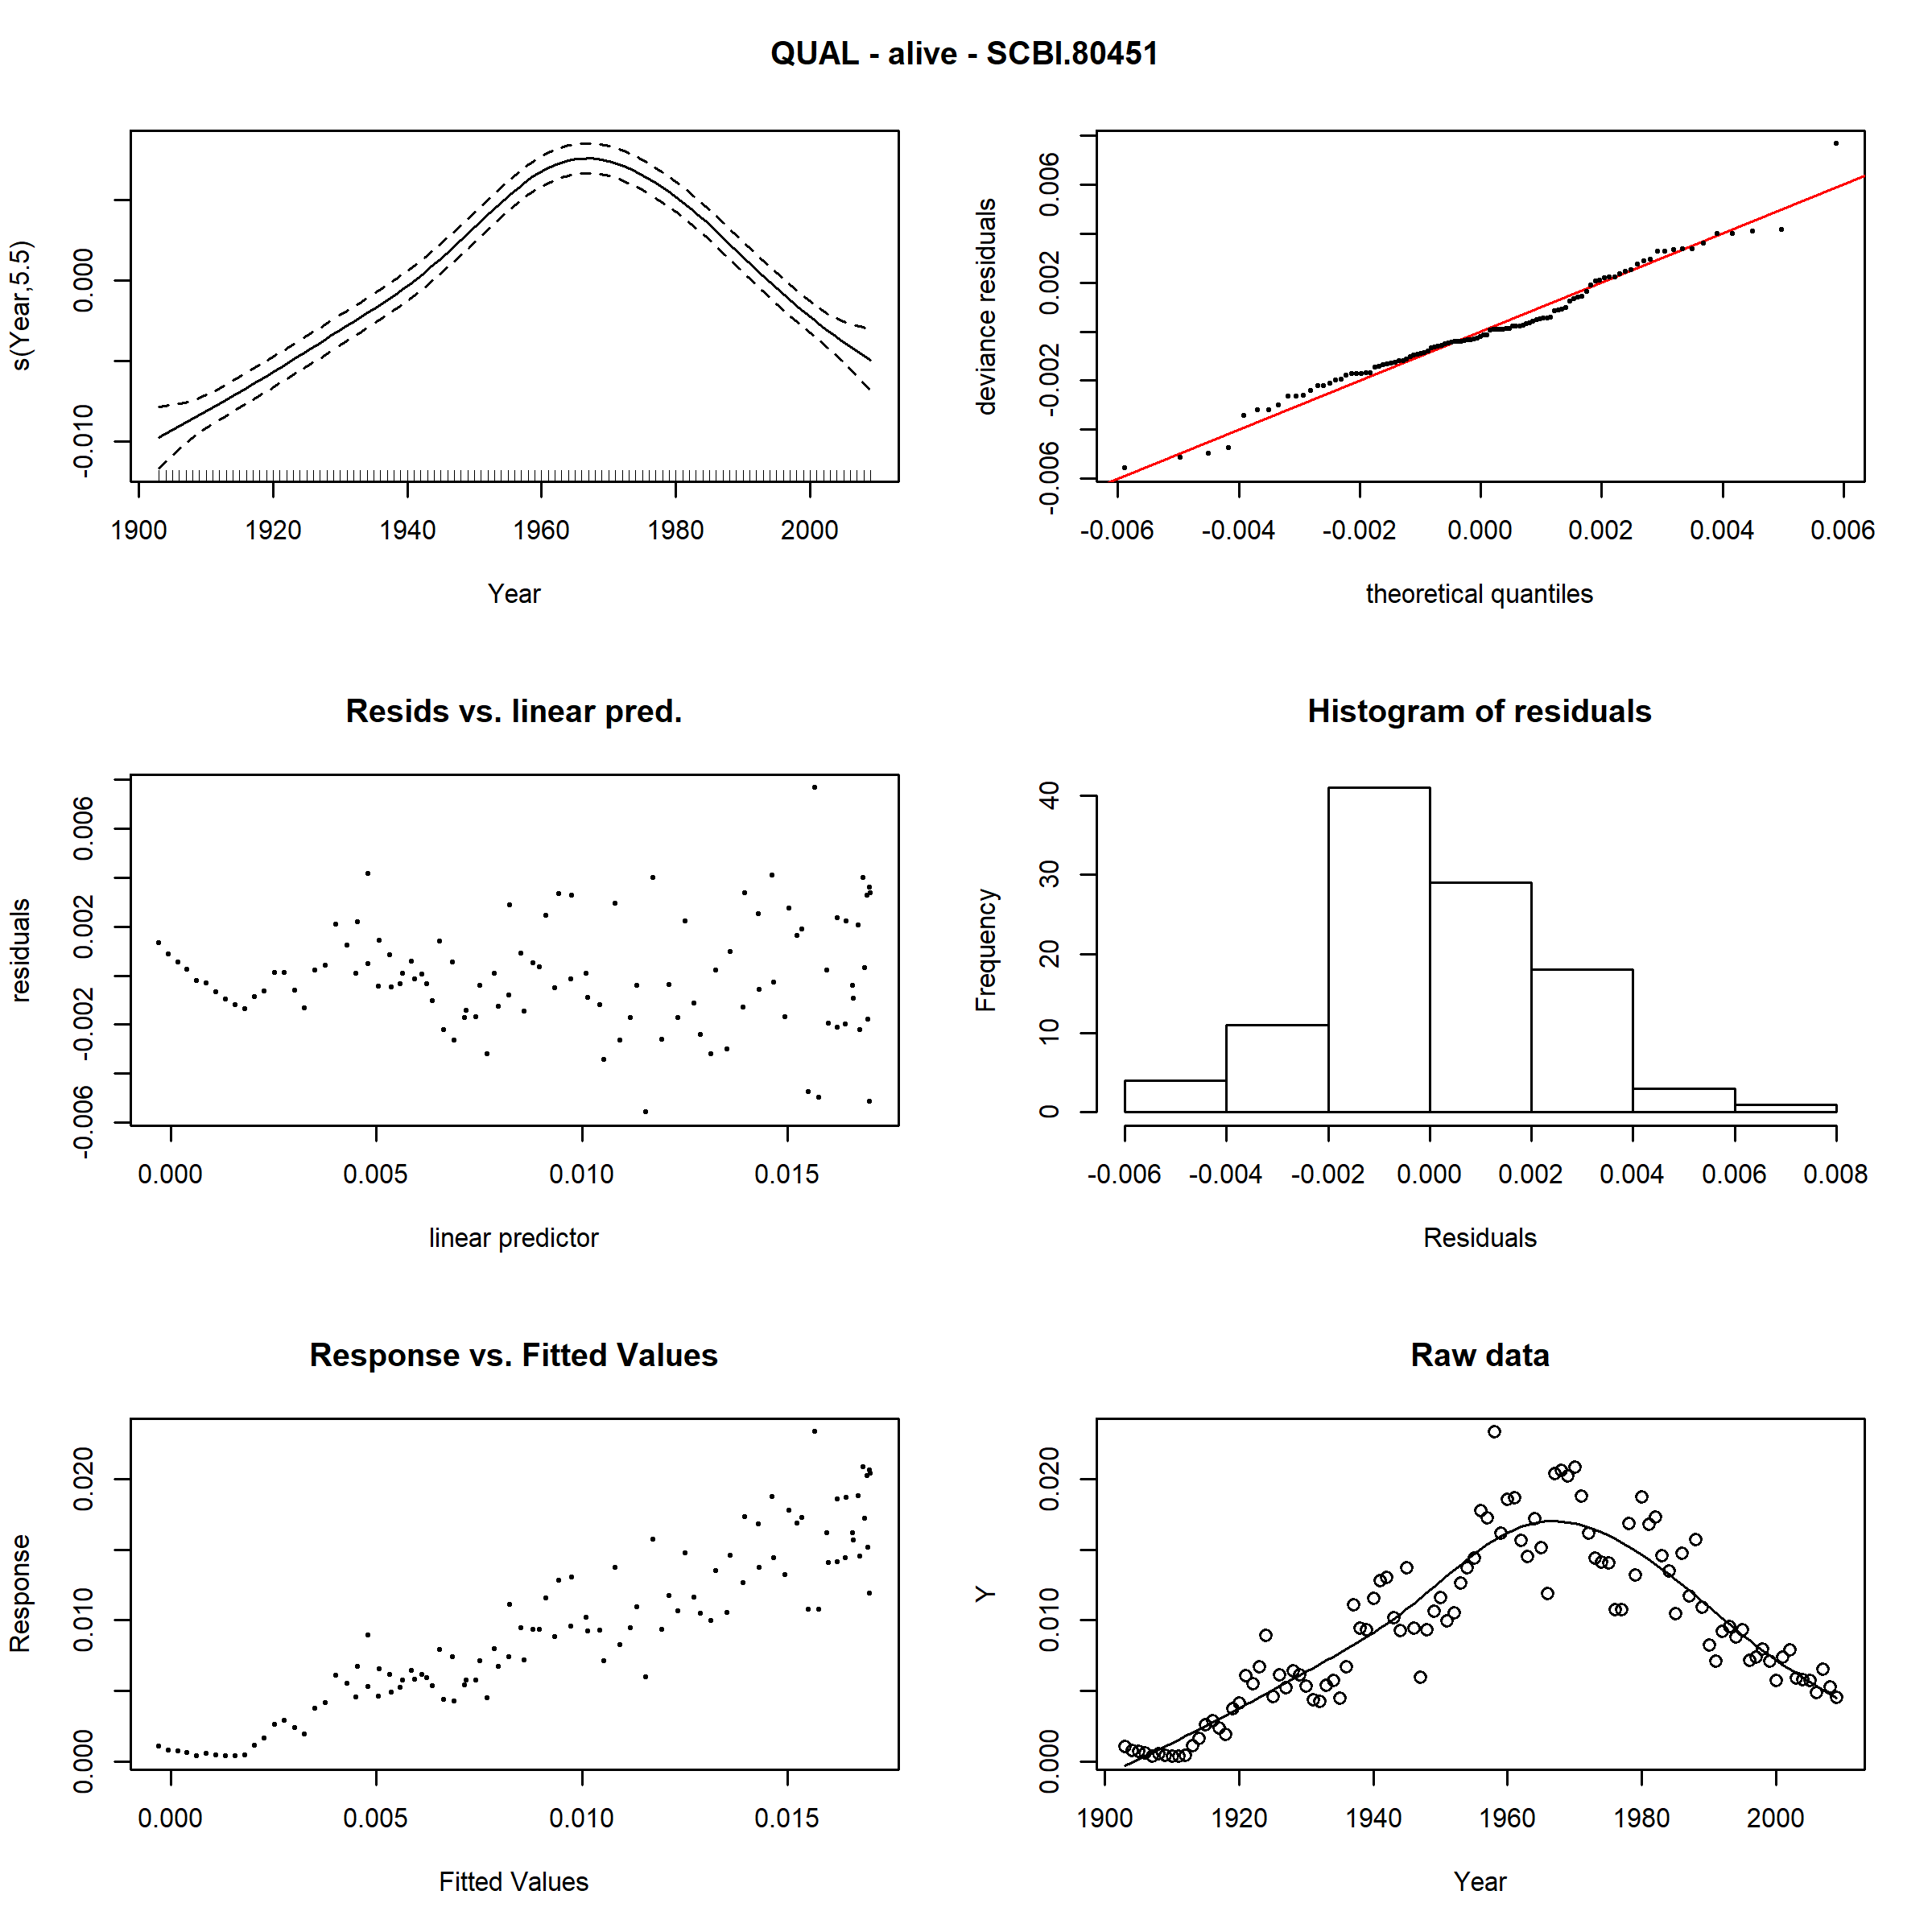 QUAL - alive - SCBI.80451
s(Year,5.5)
0.000
-0.010
1900 1920 1940 1960 1980 2000
Year
deviance residuals
0.006
0.002
-0.002
-0.006
-0.006 -0.004 -0.002 0.000 0.002 0.004 0.006
theoretical quantiles
Resids vs. linear pred.
residuals
0.006
0.002
-0.002
-0.006
0.000 0.005 0.010 0.015
linear predictor
Histogram of residuals
Frequency
40
30
20
10
0
-0.006 -0.004 -0.002 0.000 0.002 0.004 0.006 0.008
Residuals
Response vs. Fitted Values
Response
0.020
0.010
0.000
0.000 0.005 0.010 0.015
Fitted Values
Raw data
Y
0.020
0.010
0.000
1900 1920 1940 1960 1980 2000
Year